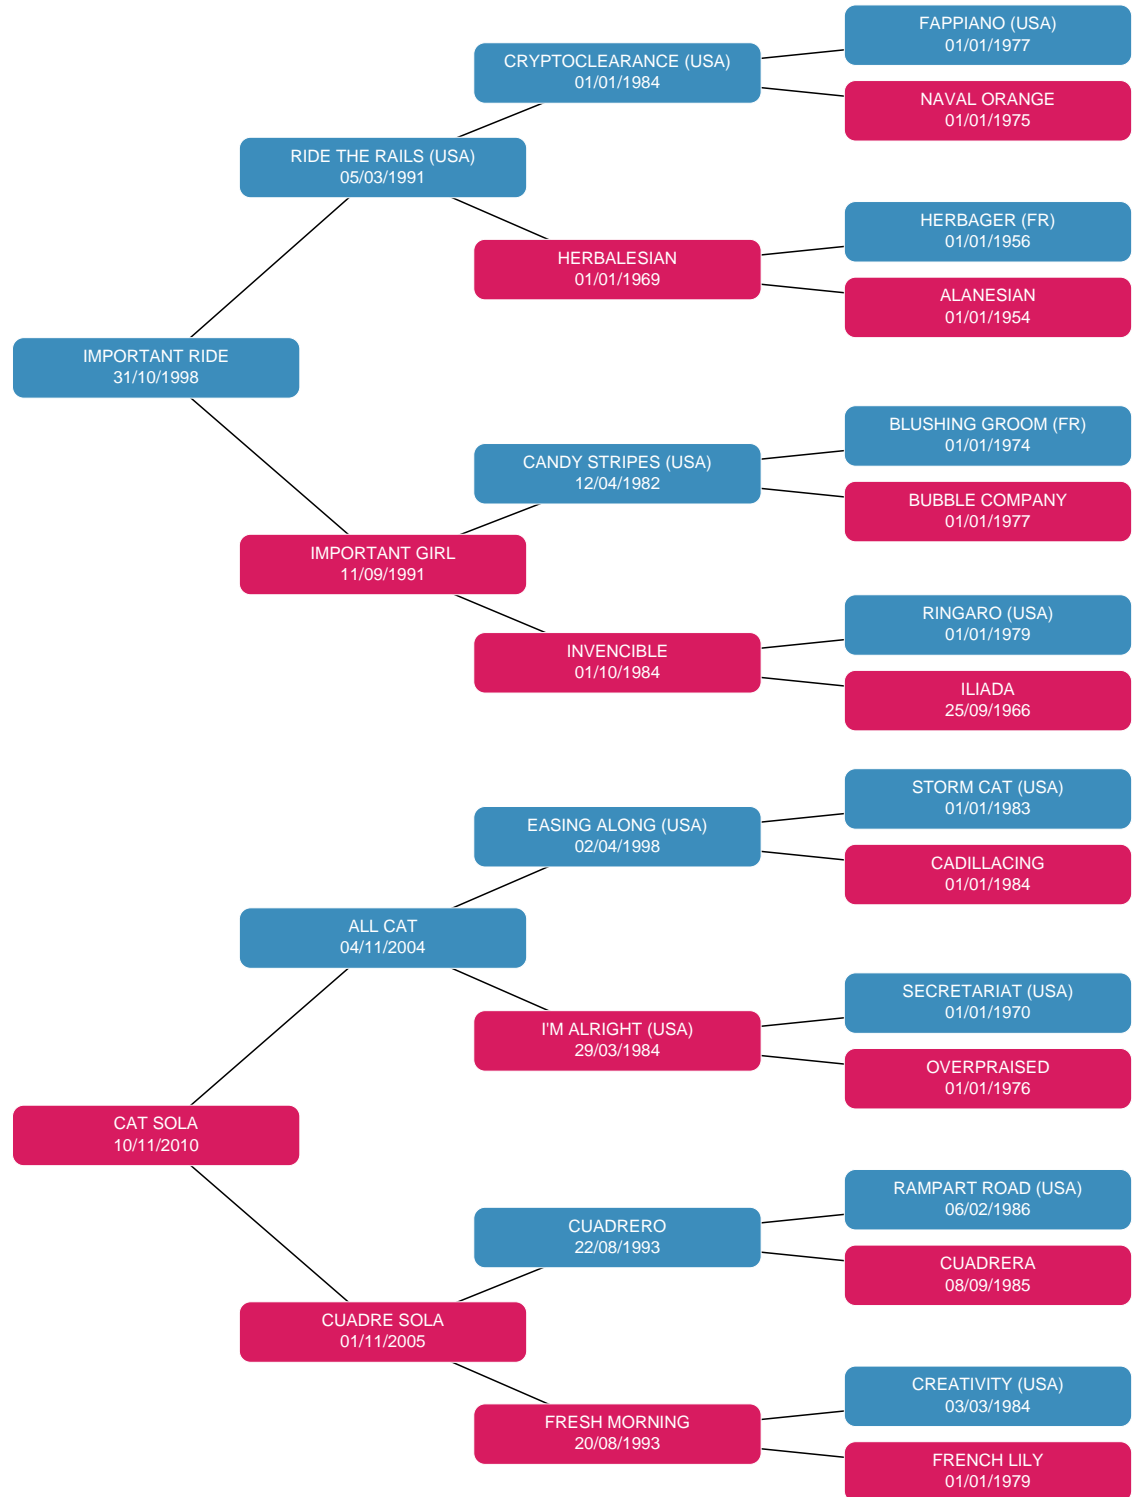 FAPPIANO (USA)
01/01/1977
CRYPTOCLEARANCE (USA)
01/01/1984
NAVAL ORANGE
01/01/1975
RIDE THE RAILS (USA)
05/03/1991
HERBAGER (FR)
01/01/1956
HERBALESIAN
01/01/1969
ALANESIAN
01/01/1954
IMPORTANT RIDE
31/10/1998
BLUSHING GROOM (FR)
01/01/1974
CANDY STRIPES (USA)
12/04/1982
BUBBLE COMPANY
01/01/1977
IMPORTANT GIRL
11/09/1991
RINGARO (USA)
01/01/1979
INVENCIBLE
01/10/1984
ILIADA
25/09/1966
STORM CAT (USA)
01/01/1983
EASING ALONG (USA)
02/04/1998
CADILLACING
01/01/1984
ALL CAT
04/11/2004
SECRETARIAT (USA)
01/01/1970
I'M ALRIGHT (USA)
29/03/1984
OVERPRAISED
01/01/1976
CAT SOLA
10/11/2010
RAMPART ROAD (USA)
06/02/1986
CUADRERO
22/08/1993
CUADRERA
08/09/1985
CUADRE SOLA
01/11/2005
CREATIVITY (USA)
03/03/1984
FRESH MORNING
20/08/1993
FRENCH LILY
01/01/1979